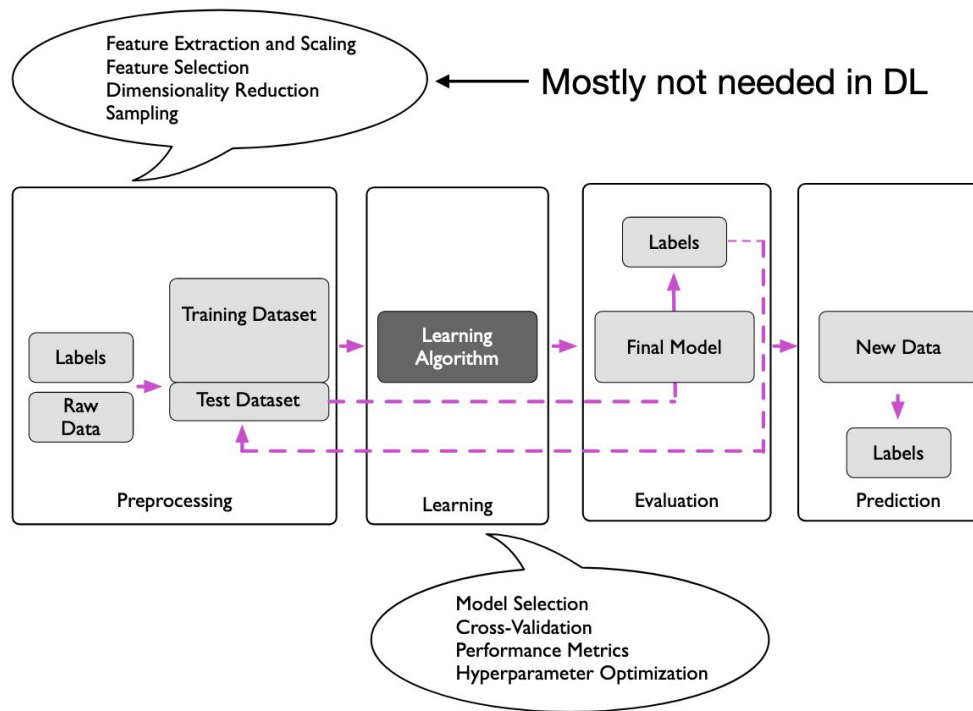 Feature Extraction and Scaling
Feature Selection
Dimensionality Reduction
Sampling
Mostly not needed in DL
Labels
Raw
Data
Training Dataset
Test Dataset
Preprocessing
Learning
Algorithm
Learning
Labels
Final Model
Evaluation
New Data
Labels
Prediction
Model Selection
Cross-Validation
Performance Metrics
Hyperparameter Optimization